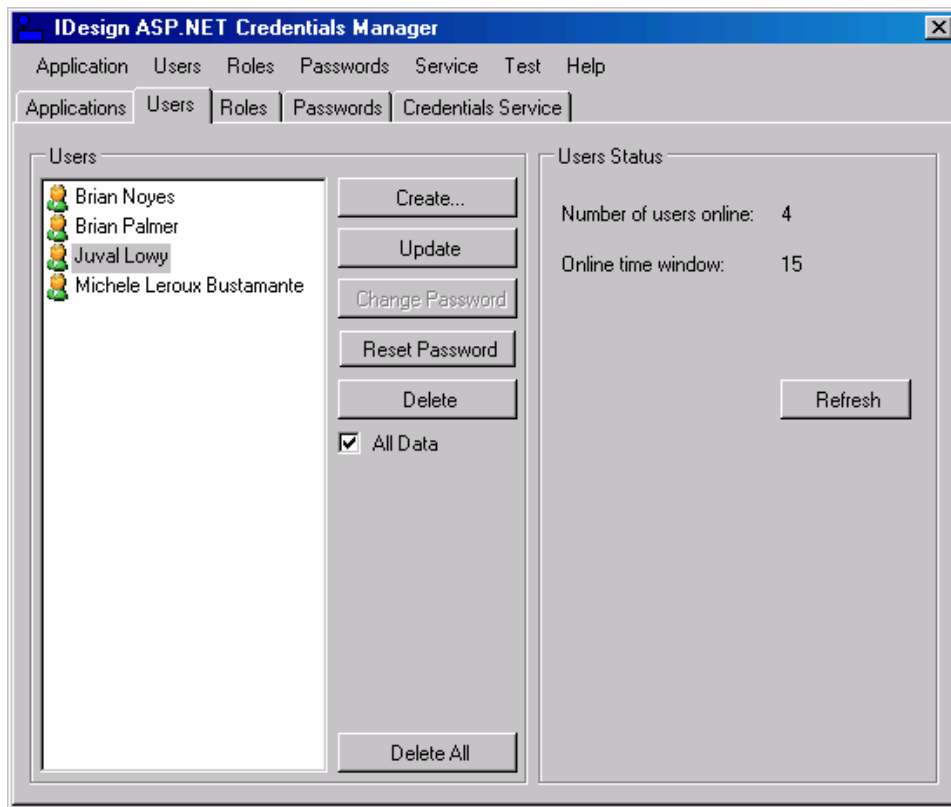 IDesign ASP.NET Credentials Manager
Application Users Roles Passwords Service Test Help
Applications Users Roles Passwords Credentials Service
Users
Brian Noyes
Brian Palmer
Juval Lowy
Michele Leroux Bustamante
Create...
Update
Change Password
Reset Password
Delete
All Data
Delete All
Users Status
Number of users online: 4
Online time window: 15
Refresh